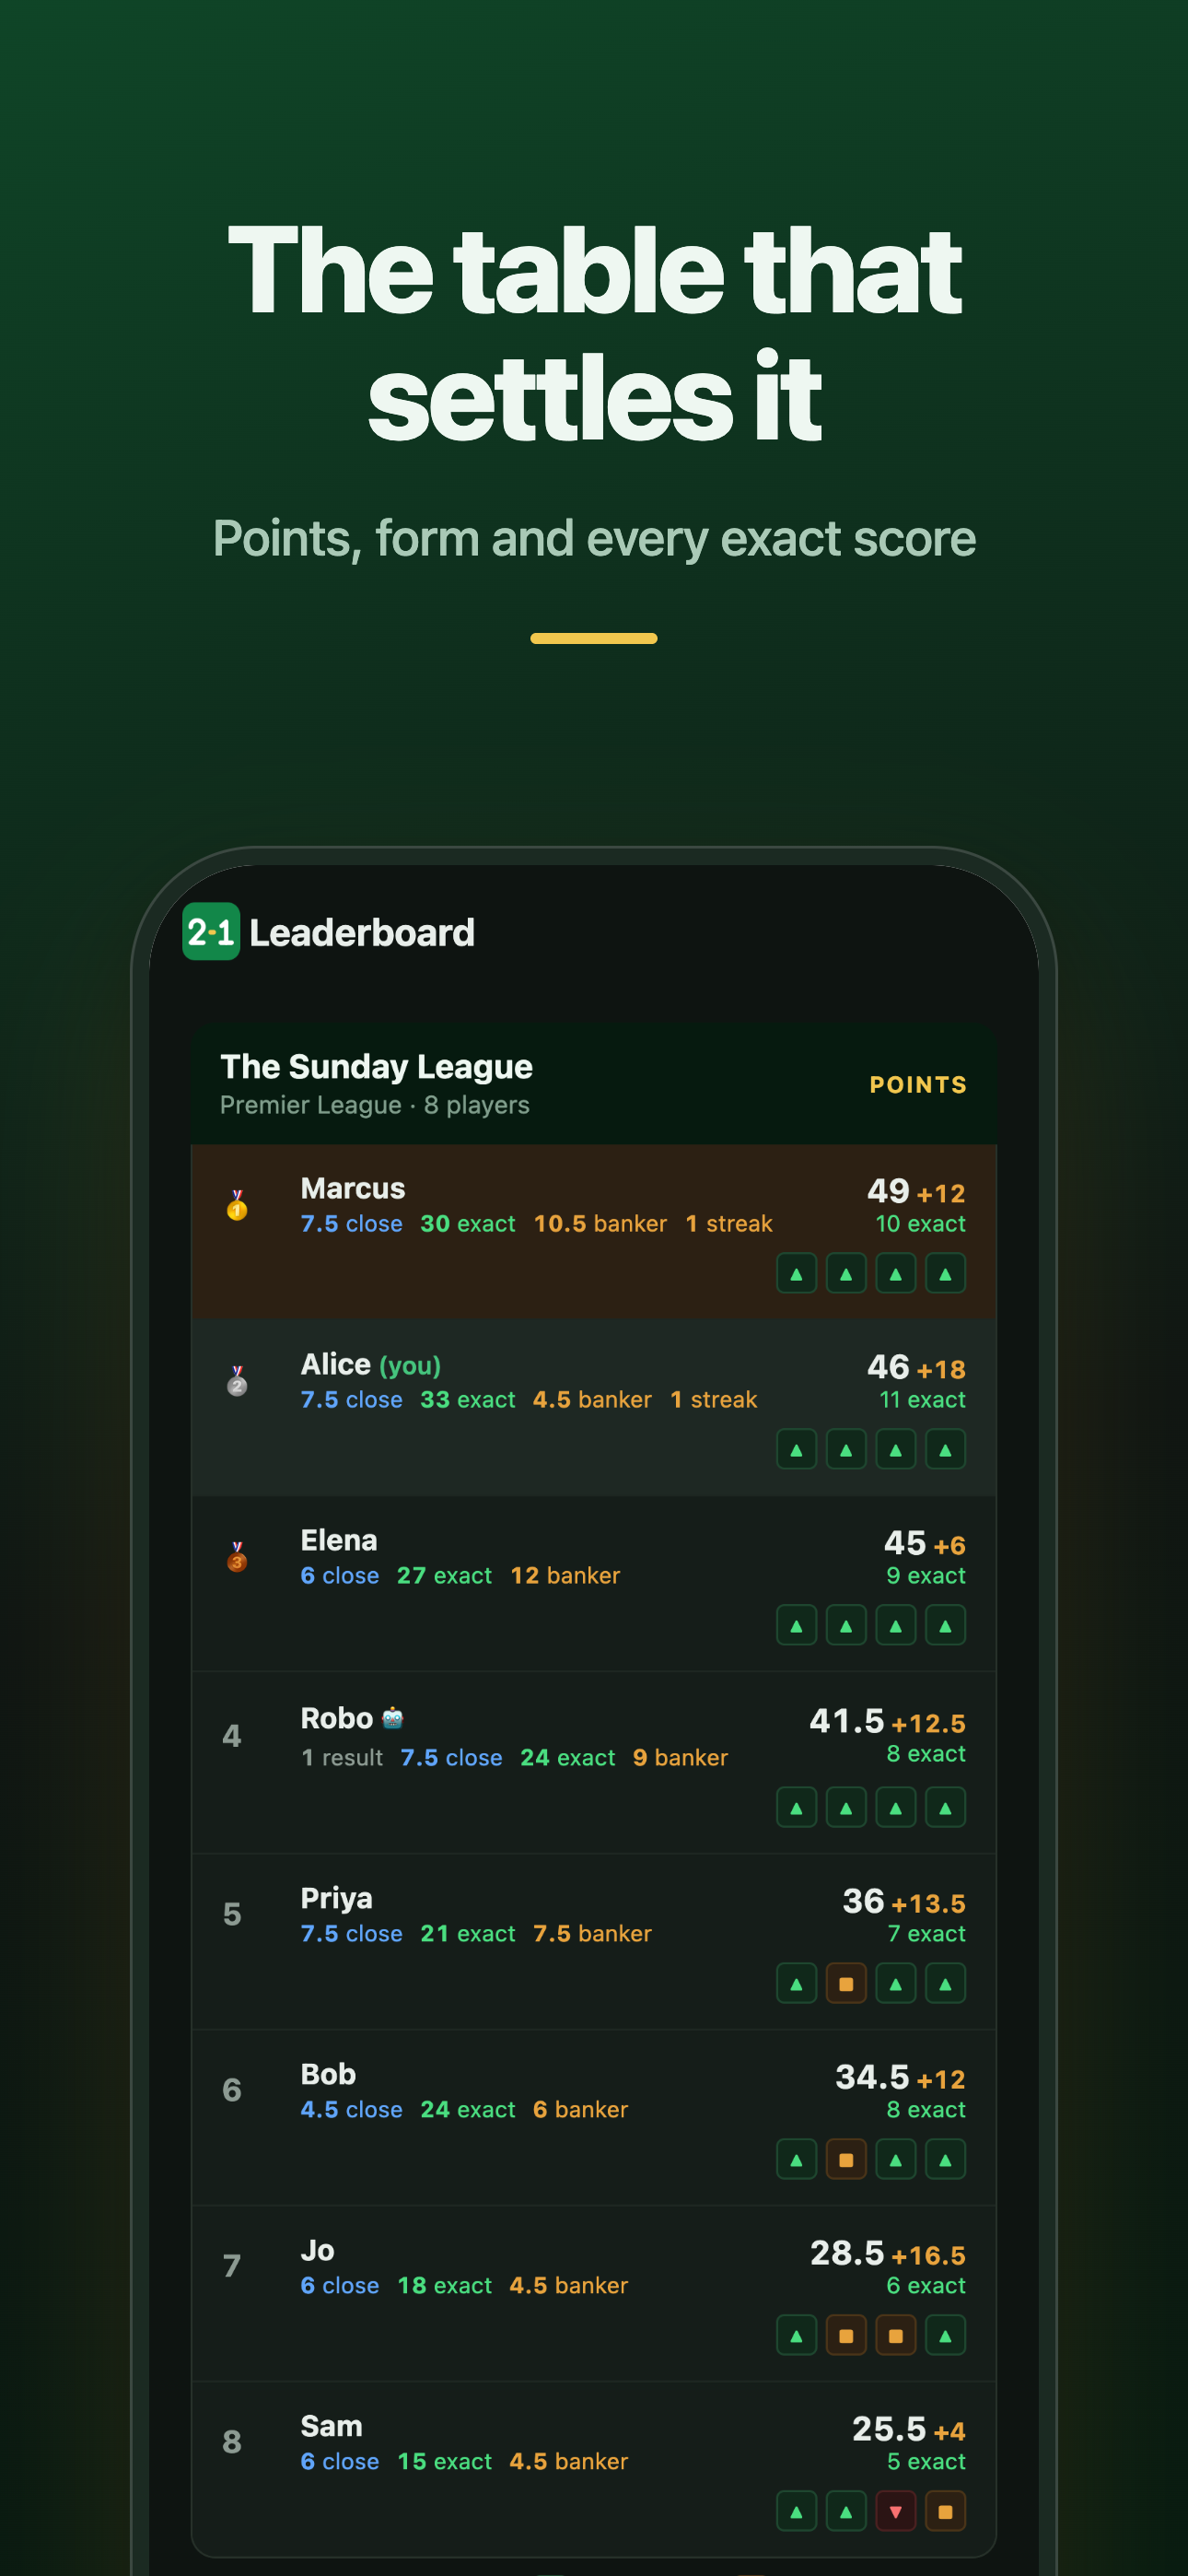 The table that
settles it
Points, form and every exact score
2-1 Leaderboard
The Sunday League
Premier League · 8 players
POINTS
1
Marcus
49 +12
7.5 close 30 exact 10.5 banker 1 streak
10 exact
2
Alice (you)
46 +18
7.5 close 33 exact 4.5 banker 1 streak
11 exact
3
Elena
45 +6
6 close 27 exact 12 banker
9 exact
4
Robo
41.5 +12.5
1 result 7.5 close 24 exact 9 banker
8 exact
5
Priya
36 +13.5
7.5 close 21 exact 7.5 banker
7 exact
6
Bob
34.5 +12
4.5 close 24 exact 6 banker
8 exact
7
Jo
28.5 +16.5
6 close 18 exact 4.5 banker
6 exact
8
Sam
25.5 +4
6 close 15 exact 4.5 banker
5 exact